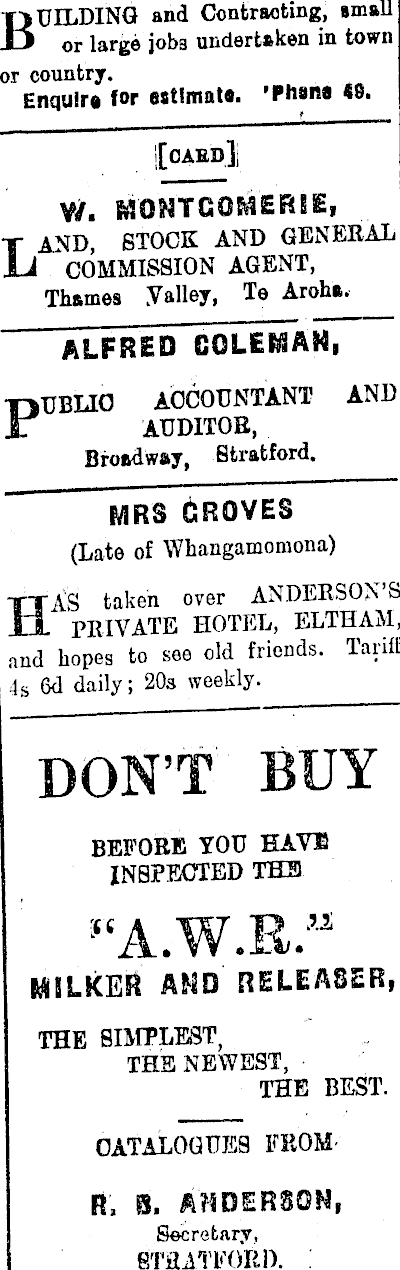 BUILDING and Contracting, small
or large jobs undertaken in town
or country.
Enquire for estimate. 'Phone 49.
[CARD]
W. MONTGOMERIE,
LAND, STOCK AND GENERAL
COMMISSION AGENT,
Thames Valley, Te Aroha.
ALFRED COLEMAN,
PUBLIC ACCOUNTANT AND
AUDITOR,
Broadway, Stratford.
MRS GROVES
(Late of Whangamomona)
HAS taken over ANDERSON'S
PRIVATE HOTEL, ELTHAM,
and hopes to see old friends. Tariff
4s 6d daily; 20s weekly.
DON'T BUY
BEFORE YOU HAVE
INSPECTED THE
"A.W.R."
MILKER AND RELEASER,
THE SIMPLEST,
THE NEWEST,
THE BEST.
CATALOGUES FROM
R. B. ANDERSON,
Secretary,
STRATFORD.